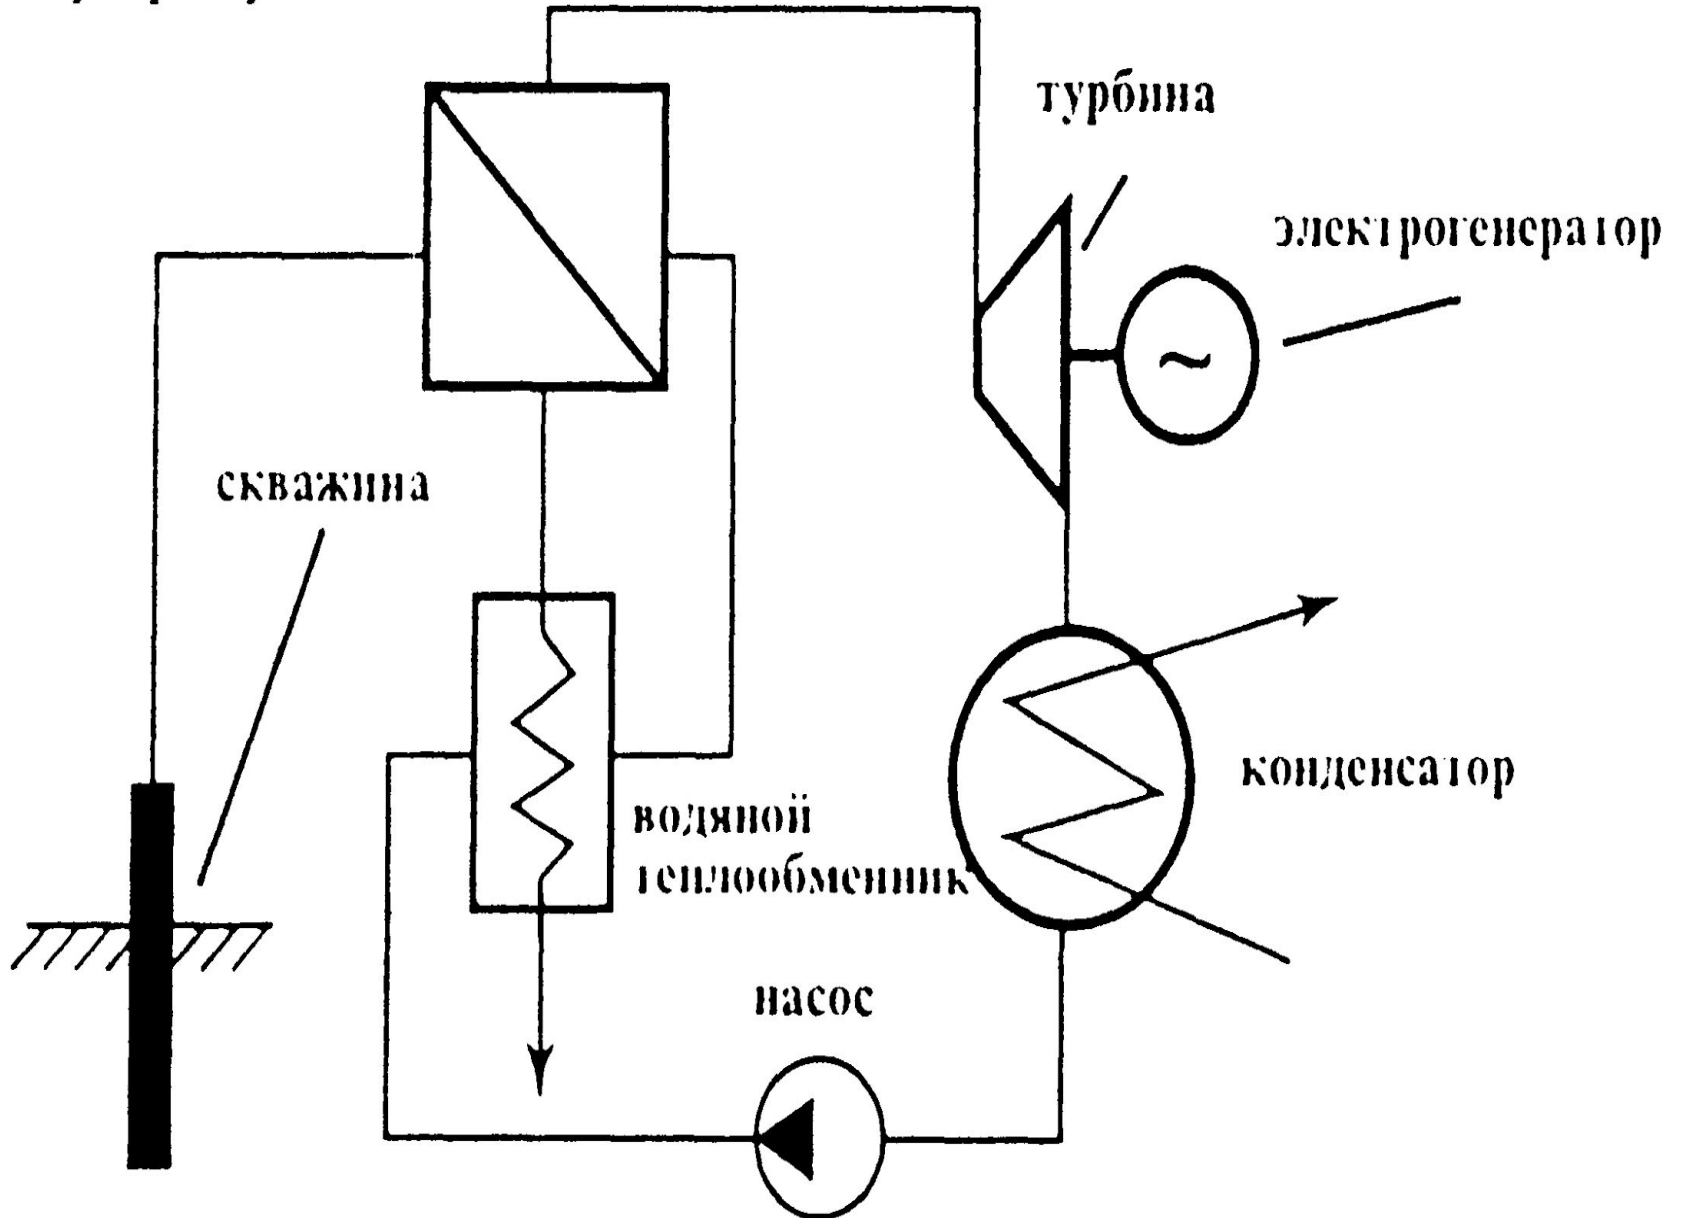 турбина
электрогенератор
скважина
конденсатор
водяной
теплообменник
насос
~